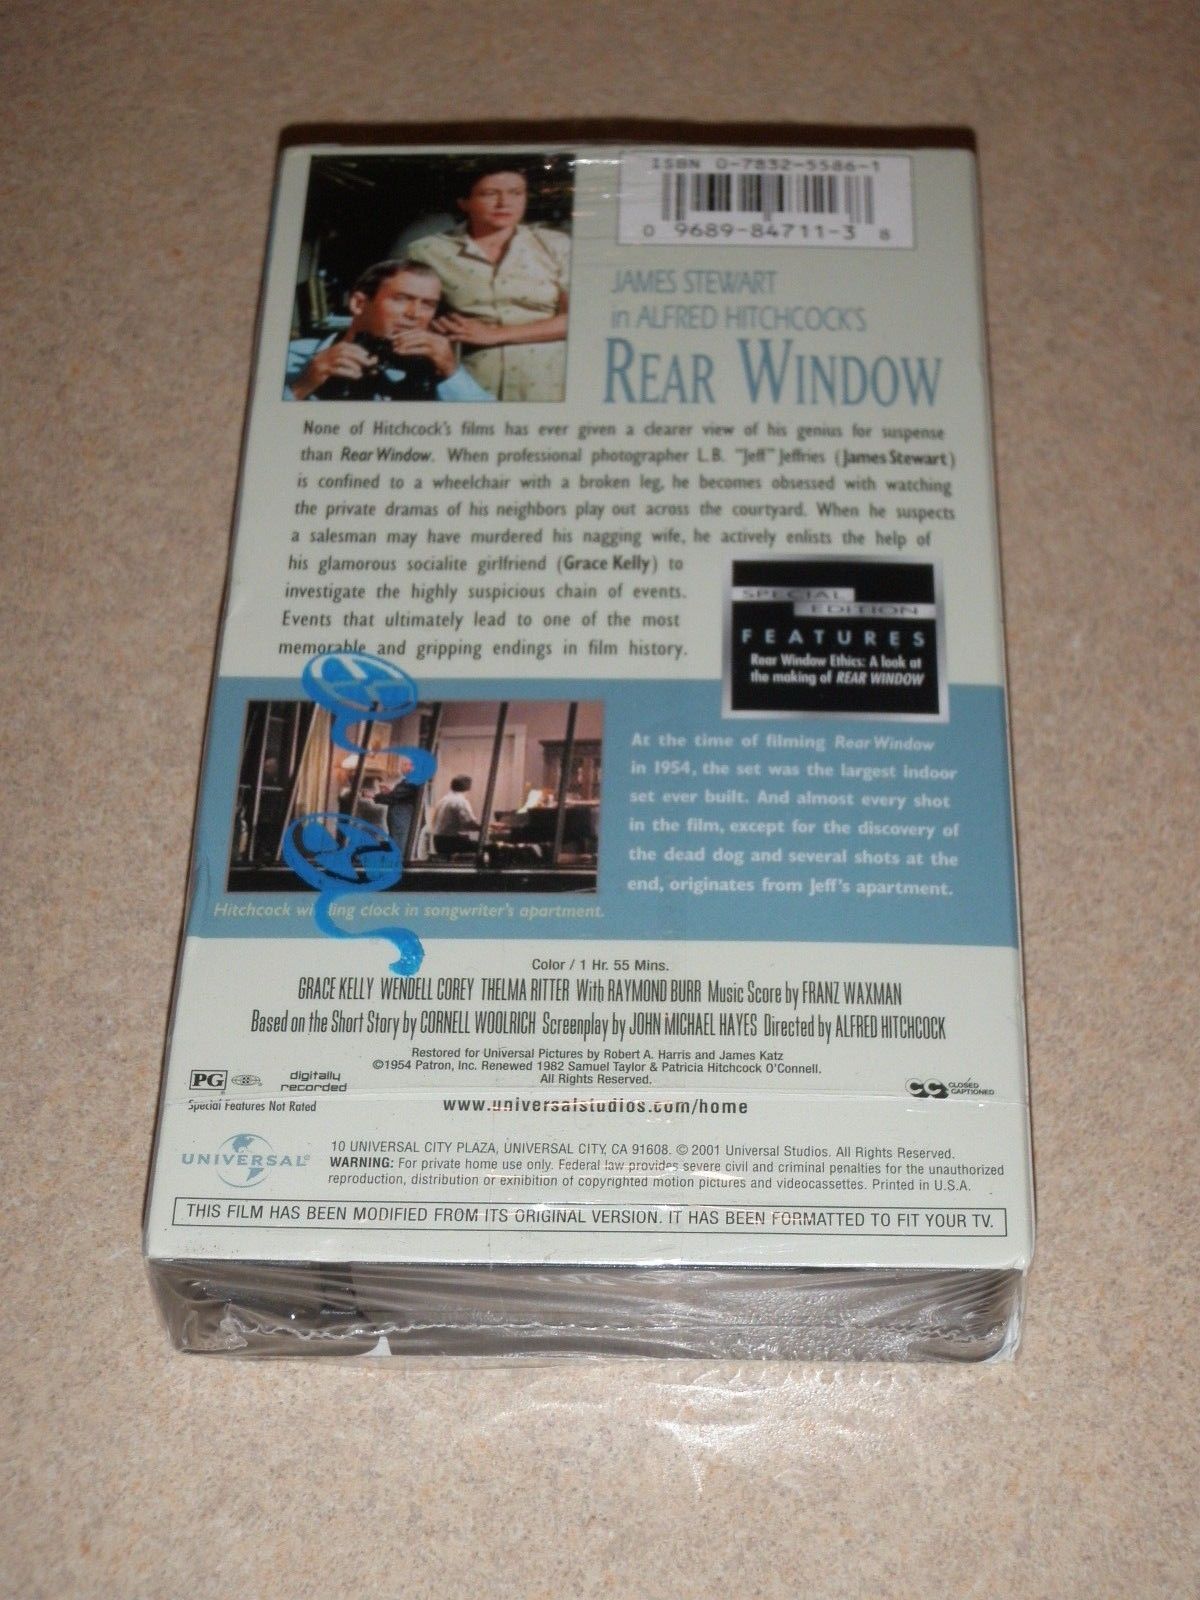 ISBN 0-7832-5586-1
0 9689-84711-3 8
JAMES STEWART
in ALFRED HITCHCOCK'S
REAR WINDOW
None of Hitchcock's films has ever given a clearer view of his genius for suspense
than Rear Window. When professional photographer L.B. "Jeff" Jeffries (James Stewart)
is confined to a wheelchair with a broken leg, he becomes obsessed with watching
the private dramas of his neighbors play out across the courtyard. When he suspects
a salesman may have murdered his nagging wife, he actively enlists the help of
his glamorous socialite girlfriend (Grace Kelly) to
investigate the highly suspicious chain of events.
Events that ultimately lead to one of the most
memorable and gripping endings in film history.
SPECIAL
EDITION
FEATURES
Rear Window Ethics: A look at
the making of REAR WINDOW
At the time of filming Rear Window
in 1954, the set was the largest indoor
set ever built. And almost every shot
in the film, except for the discovery of
the dead dog and several shots at the
end, originates from Jeff's apartment.
Hitchcock winding clock in songwriter's apartment.
Color / 1 Hr. 55 Mins.
GRACE KELLY WENDELL COREY THELMA RITTER With RAYMOND BURR Music Score by FRANZ WAXMAN
Based on the Short Story by CORNELL WOOLRICH Screenplay by JOHN MICHAEL HAYES Directed by ALFRED HITCHCOCK
Restored for Universal Pictures by Robert A. Harris and James Katz
©1954 Patron, Inc. Renewed 1982 Samuel Taylor & Patricia Hitchcock O'Connell.
All Rights Reserved.
PG
digitally
recorded
CC CLOSED
CAPTIONED
Special Features Not Rated
www.universalstudios.com/home
UNIVERSAL®
10 UNIVERSAL CITY PLAZA, UNIVERSAL CITY, CA 91608. © 2001 Universal Studios. All Rights Reserved.
WARNING: For private home use only. Federal law provides severe civil and criminal penalties for the unauthorized
reproduction, distribution or exhibition of copyrighted motion pictures and videocassettes. Printed in U.S.A.
THIS FILM HAS BEEN MODIFIED FROM ITS ORIGINAL VERSION. IT HAS BEEN FORMATTED TO FIT YOUR TV.